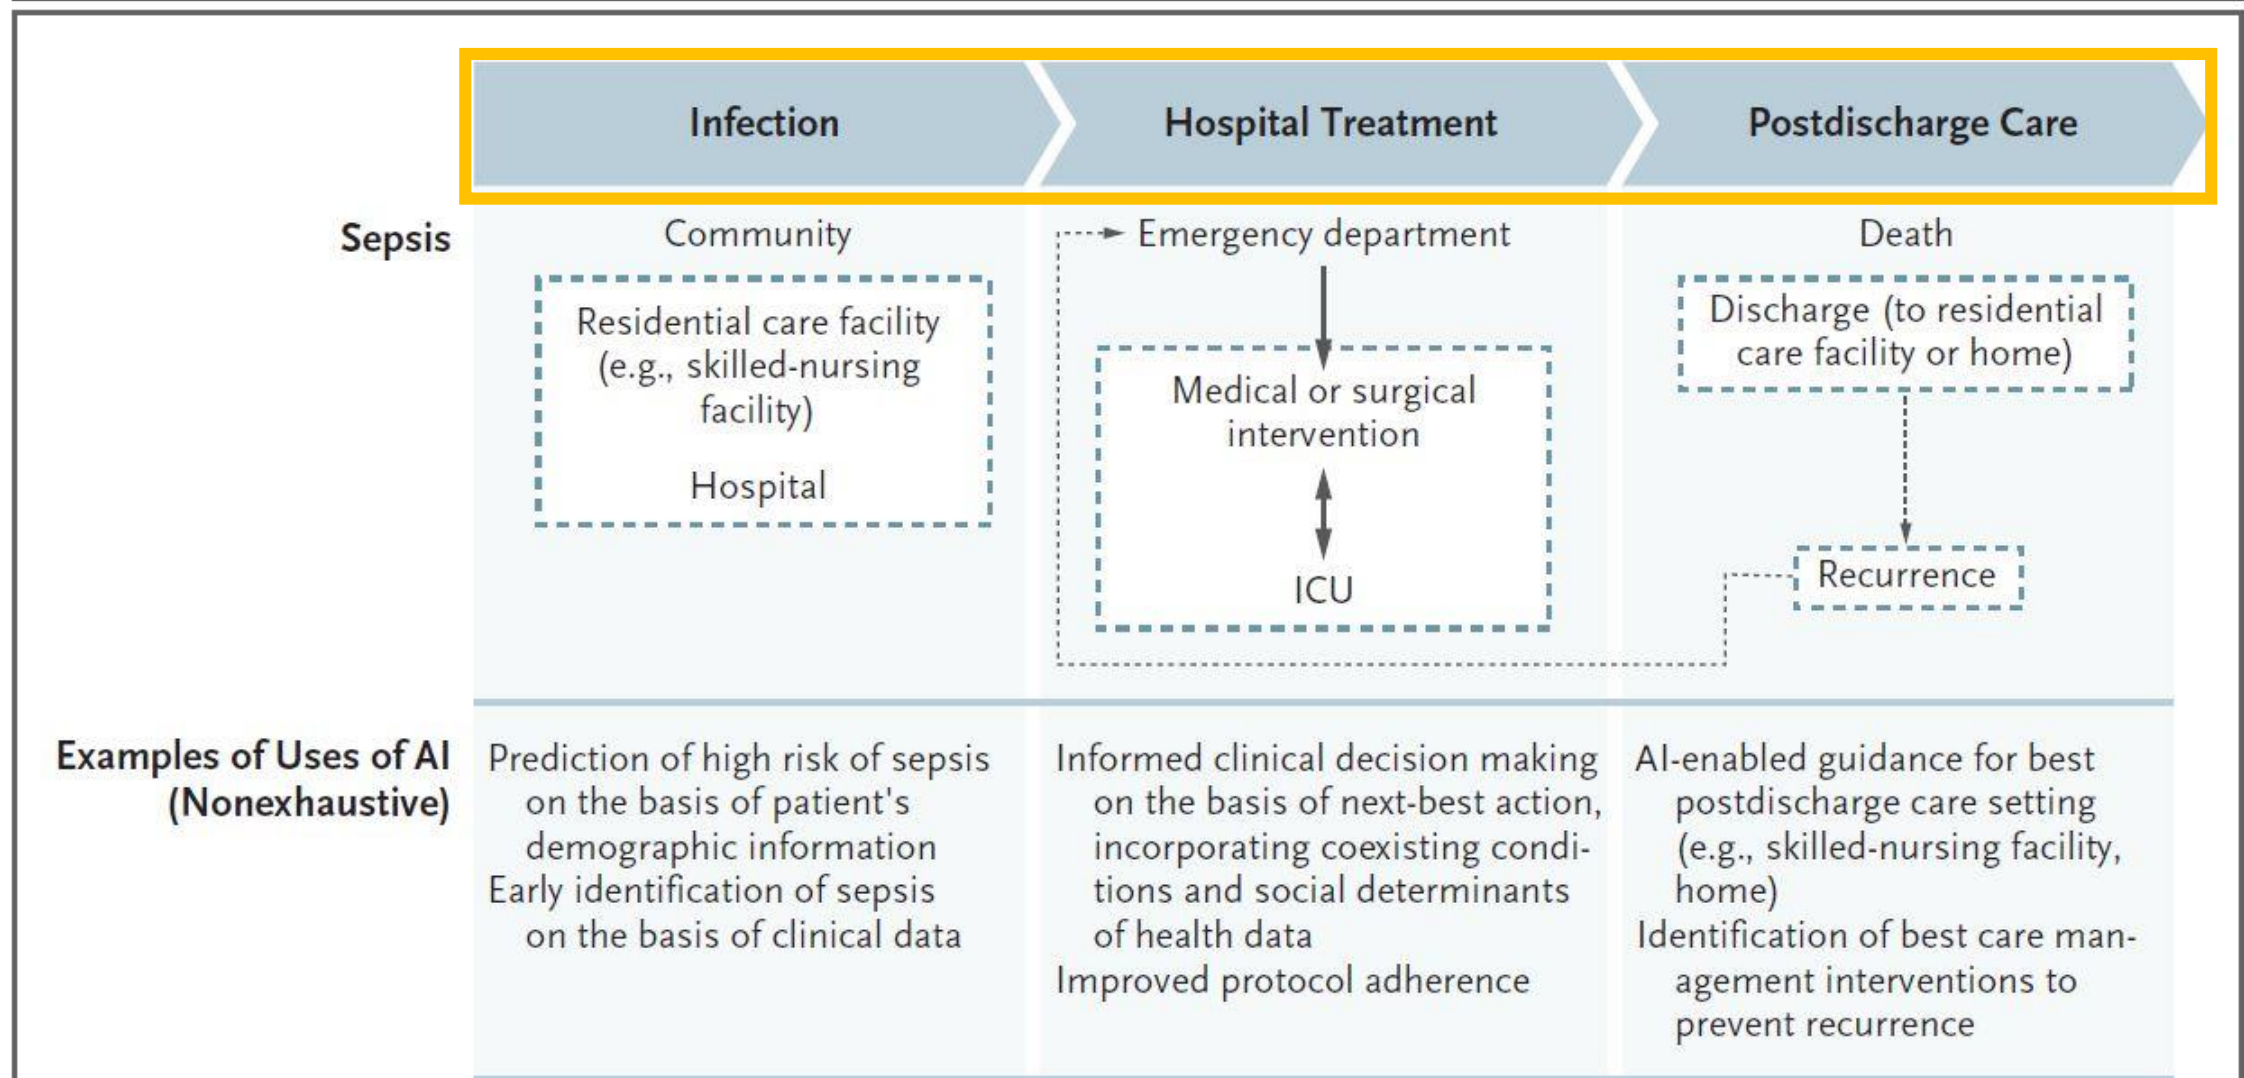 Infection
Hospital Treatment
Postdischarge Care
Sepsis
Community
Residential care facility
(e.g., skilled-nursing
facility)
Hospital
Emergency department
Medical or surgical
intervention
ICU
Death
Discharge (to residential
care facility or home)
Recurrence
Examples of Uses of AI
(Nonexhaustive)
Prediction of high risk of sepsis
on the basis of patient's
demographic information
Early identification of sepsis
on the basis of clinical data
Informed clinical decision making
on the basis of next-best action,
incorporating coexisting condi-
tions and social determinants
of health data
Improved protocol adherence
AI-enabled guidance for best
postdischarge care setting
(e.g., skilled-nursing facility,
home)
Identification of best care man-
agement interventions to
prevent recurrence